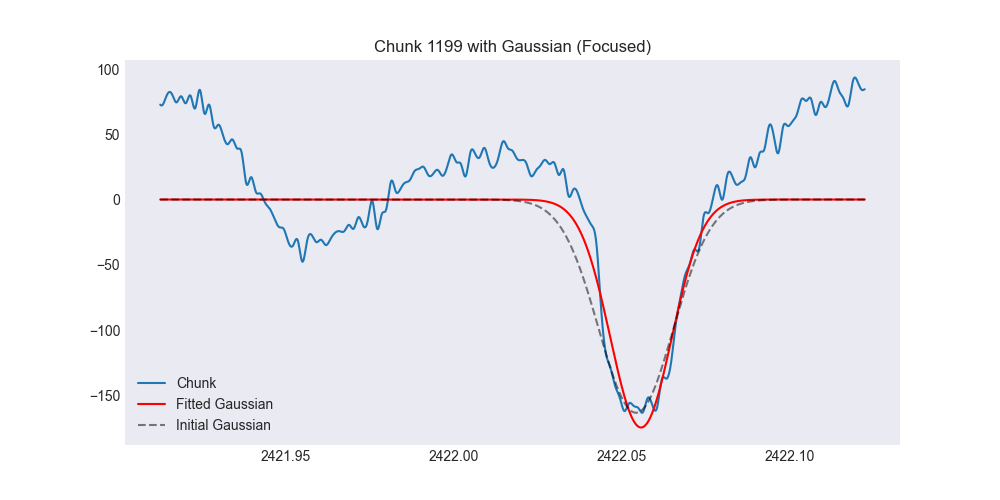 Chunk 1199 with Gaussian (Focused)
100
50
0
−50
−100
−150
Chunk
Fitted Gaussian
Initial Gaussian
2421.95 2422.00 2422.05 2422.10